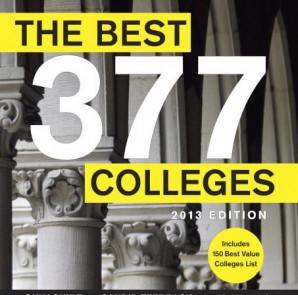 THE BEST
377
COLLEGES
2013 EDITION
Includes
150 Best Value
Colleges List